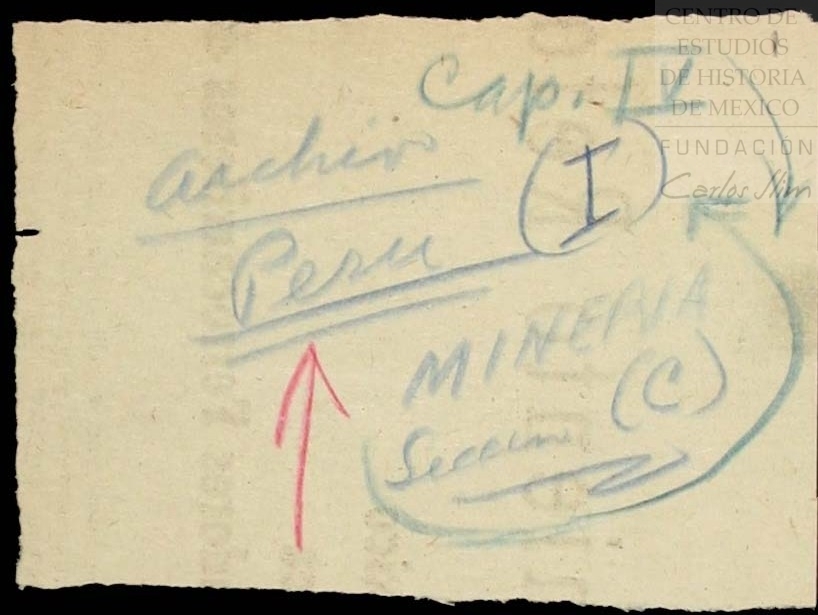 Cap. IV
Archivo
(I)
Peru
MINERIA
Seccion (C)
CENTRO DE
ESTUDIOS
DE HISTORIA
DE MEXICO
FUNDACIÓN
Carlos Slim